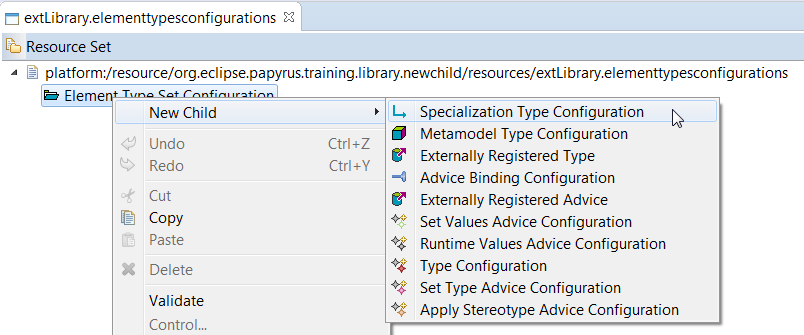 extLibrary.elementtypesconfigurations
Resource Set
platform:/resource/org.eclipse.papyrus.training.library.newchild/resources/extLibrary.elementtypesconfigurations
Element Type Set Configuration
New Child
Undo Ctrl+Z
Redo Ctrl+Y
Cut
Copy
Paste
Delete
Validate
Control...
Specialization Type Configuration
Metamodel Type Configuration
Externally Registered Type
Advice Binding Configuration
Externally Registered Advice
Set Values Advice Configuration
Runtime Values Advice Configuration
Type Configuration
Set Type Advice Configuration
Apply Stereotype Advice Configuration